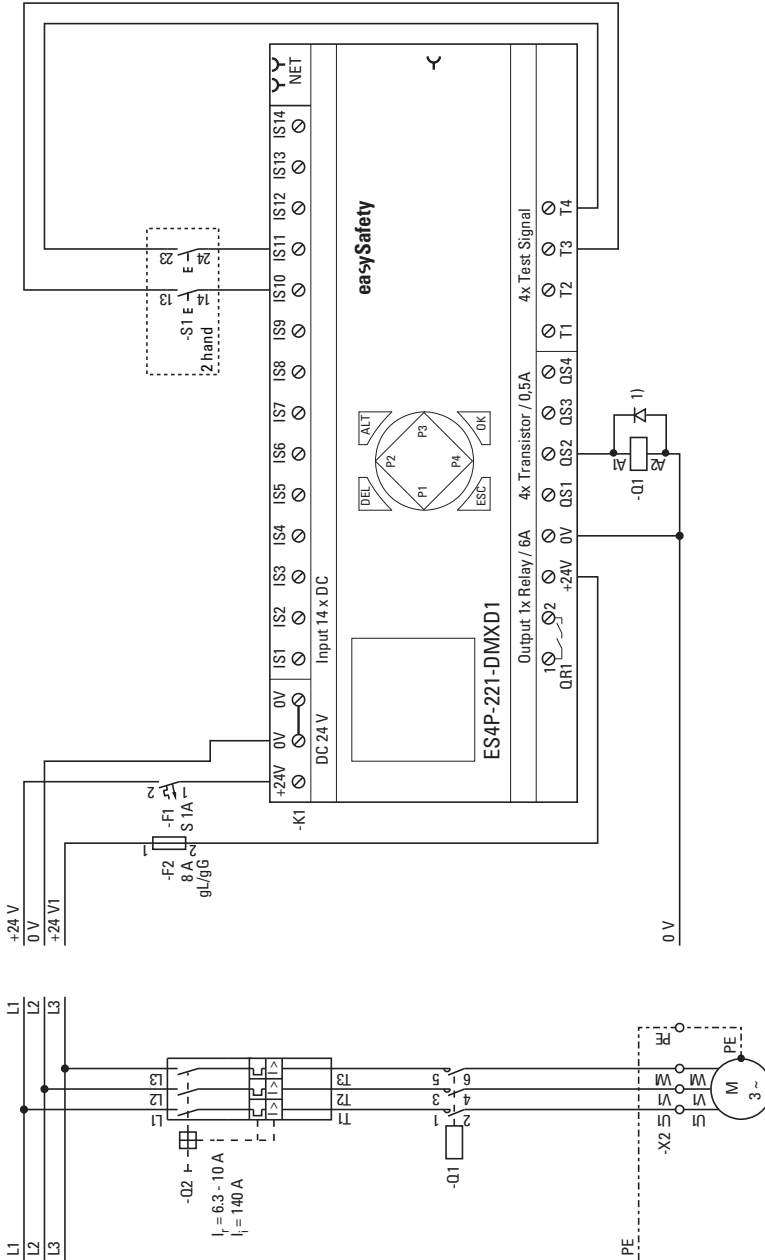 L1
L2
L3
L1
L2
L3
L1
L2
L3
-Q2
I>
I>
I>
Ir = 6.3 - 10 A
Ii = 140 A
T1
T2
T3
1
3
5
-Q1
2
4
6
PE
PE
-X2
U1
V1
W1
U1
V1
W1
PE
M
3 ~
+24 V
0 V
+24 V1
-F2
8 A
gL/gG
1
2
-F1
S 1A
2
1
-S1
E
E
13
14
23
24
2 hand
-K1
+24V
0V
0V
IS1
IS2
IS3
IS4
IS5
IS6
IS7
IS8
IS9
IS10
IS11
IS12
IS13
IS14
NET
DC 24 V
Input 14 x DC
DEL
ALT
P2
P1
P3
P4
ESC
OK
easySafety
ES4P-221-DMXD1
Output 1x Relay / 6A
4x Transistor / 0,5A
4x Test Signal
1
2
QR1
+24V
0V
QS1
QS2
QS3
QS4
T1
T2
T3
T4
-Q1
A1
A2
1)
0 V